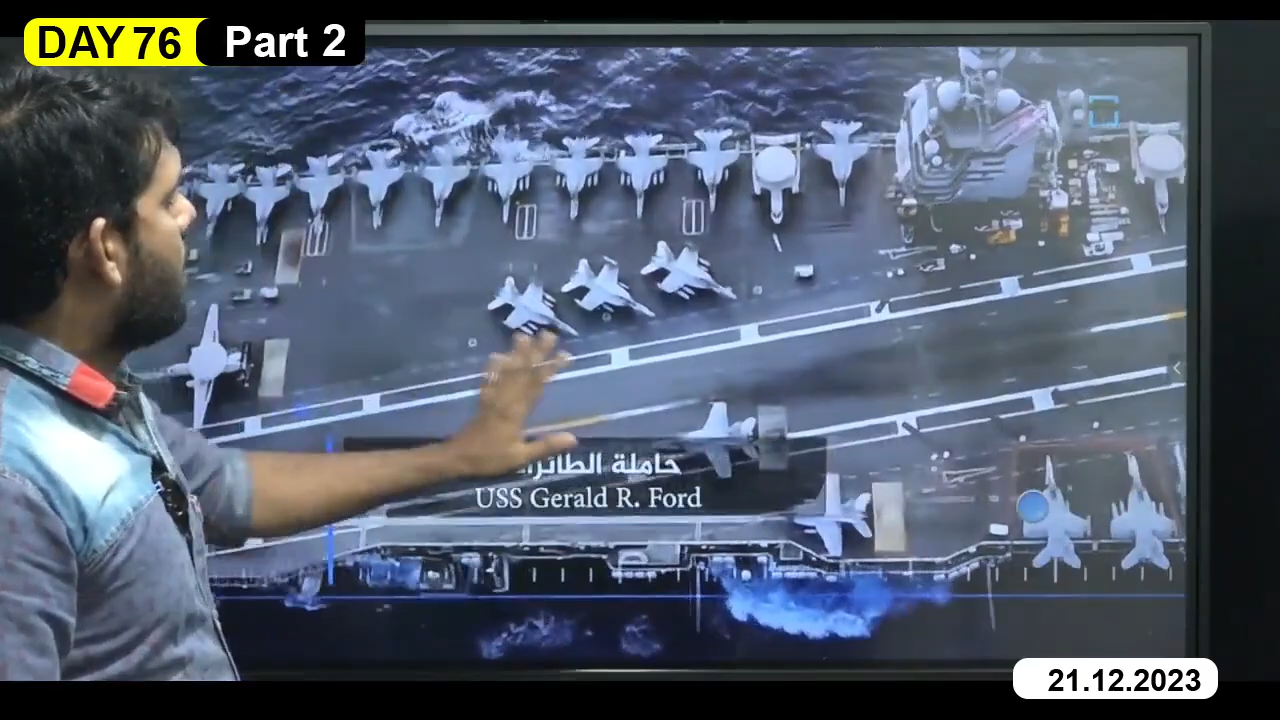 DAY 76 Part 2
حاملة
USS Gerald R. Ford
21.12.2023